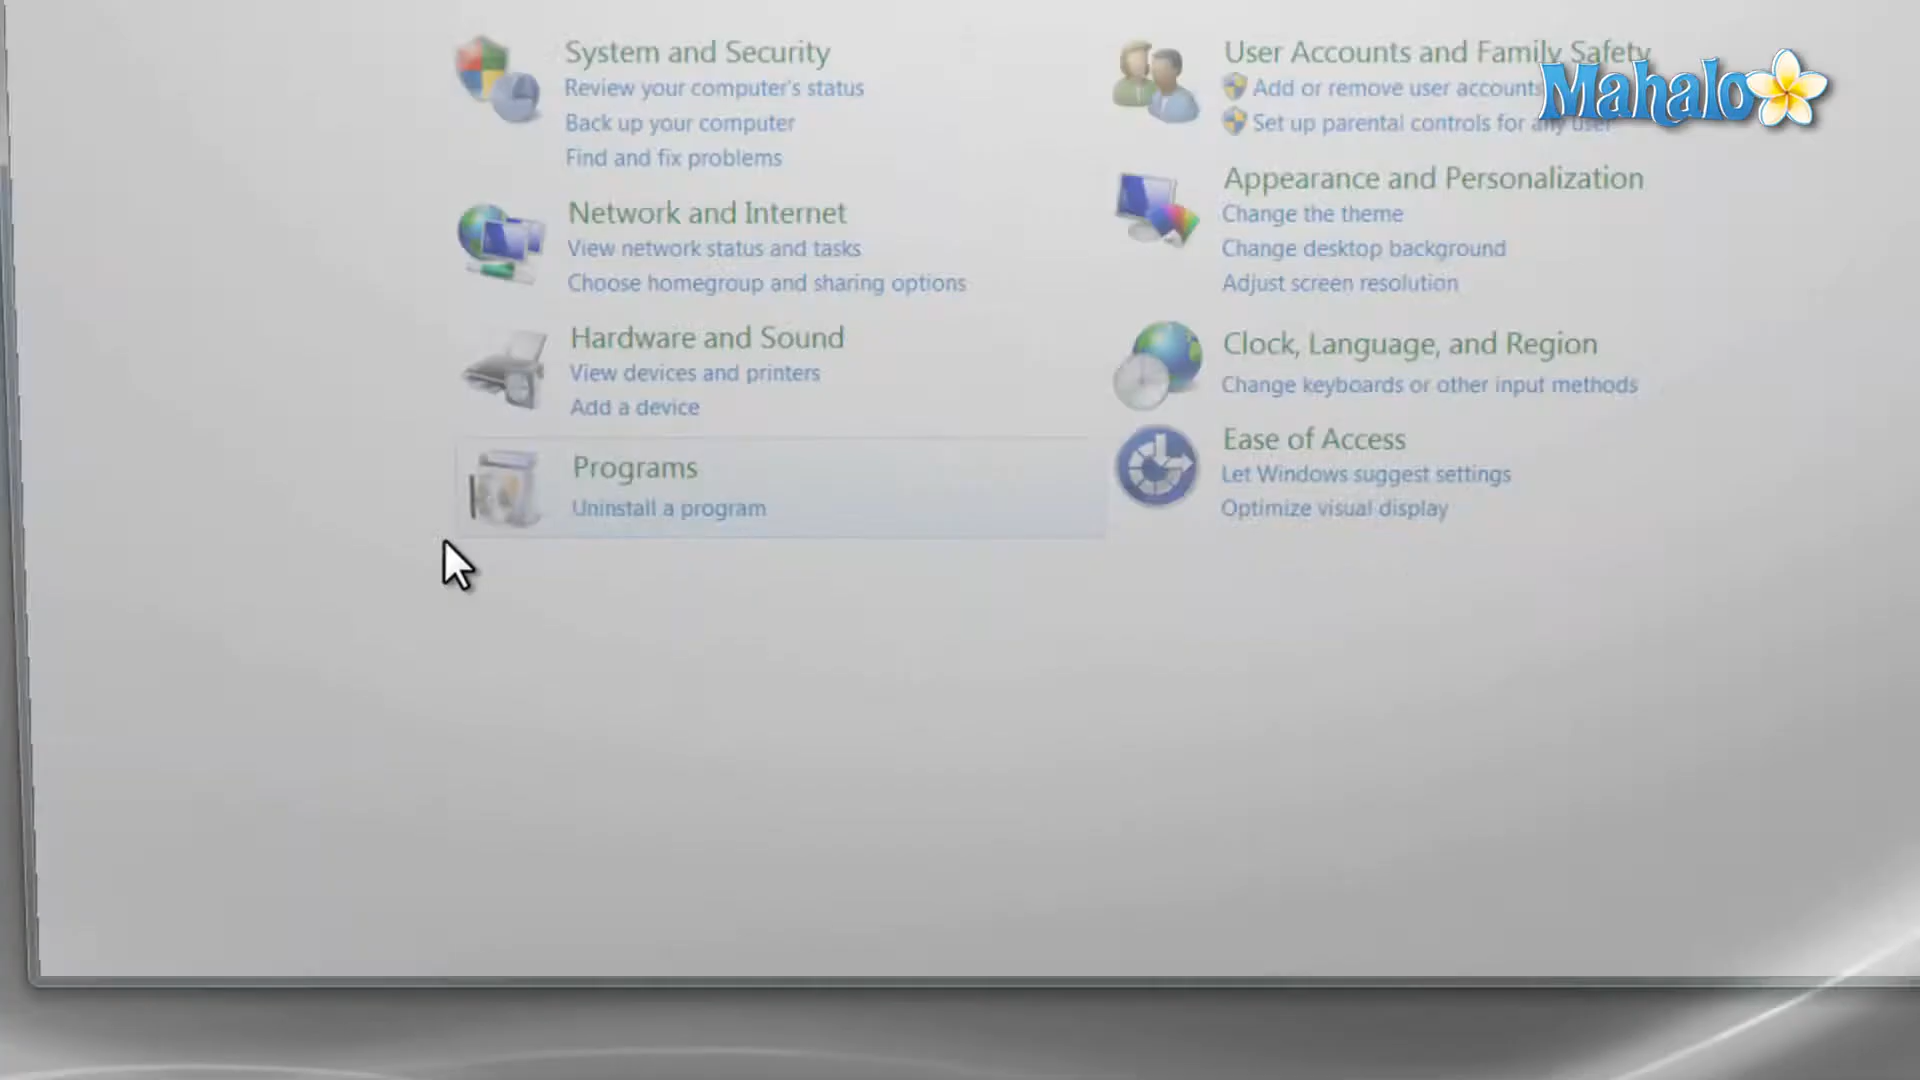 System and Security
Review your computer's status
Back up your computer
Find and fix problems
Network and Internet
View network status and tasks
Choose homegroup and sharing options
Hardware and Sound
View devices and printers
Add a device
Programs
Uninstall a program
User Accounts and Family Safety
Add or remove user accounts
Set up parental controls for any user
Mahalo
Appearance and Personalization
Change the theme
Change desktop background
Adjust screen resolution
Clock, Language, and Region
Change keyboards or other input methods
Ease of Access
Let Windows suggest settings
Optimize visual display